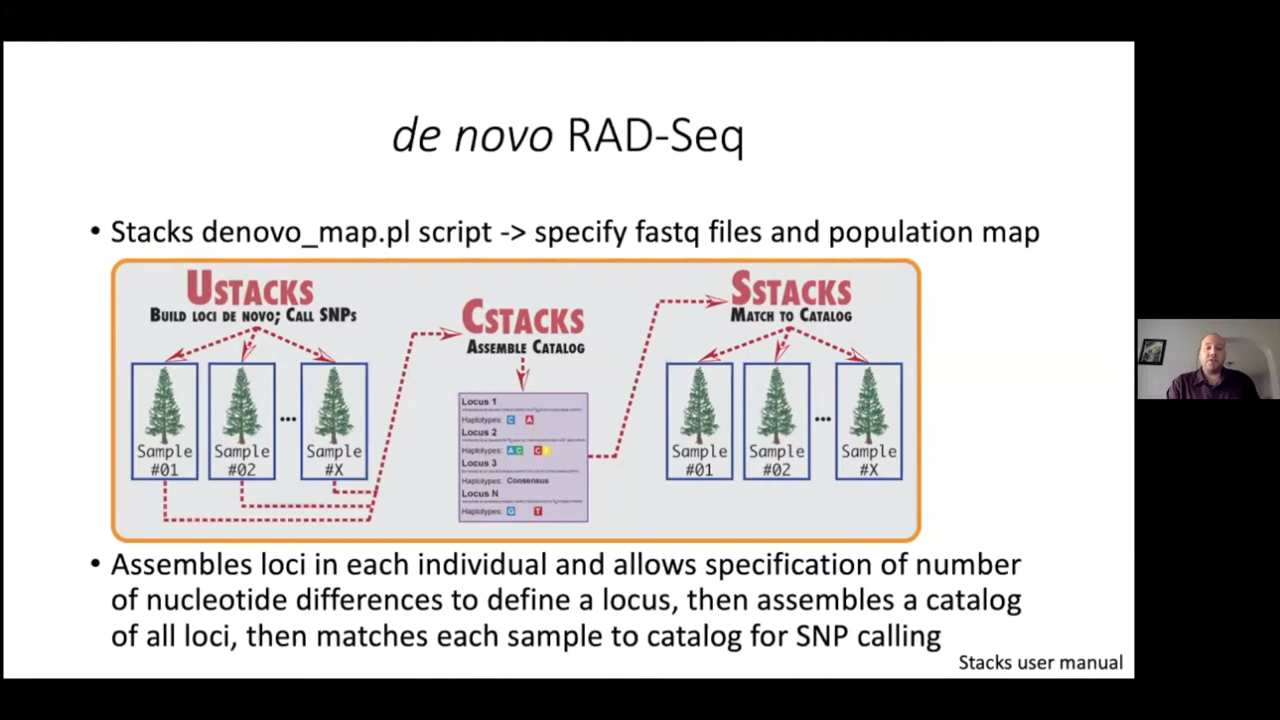 de novo RAD-Seq
• Stacks denovo_map.pl script -> specify fastq files and population map
USTACKS
BUILD LOCI DE NOVO; CALL SNPs
Sample #01
Sample #02
...
Sample #X
CSTACKS
ASSEMBLE CATALOG
Locus 1
Haplotypes: C A
Locus 2
Haplotypes: AC C
Locus 3
Haplotypes: Consensus
Locus N
Haplotypes: G T
SSTACKS
MATCH TO CATALOG
Sample #01
Sample #02
...
Sample #X
• Assembles loci in each individual and allows specification of number
of nucleotide differences to define a locus, then assembles a catalog
of all loci, then matches each sample to catalog for SNP calling
Stacks user manual